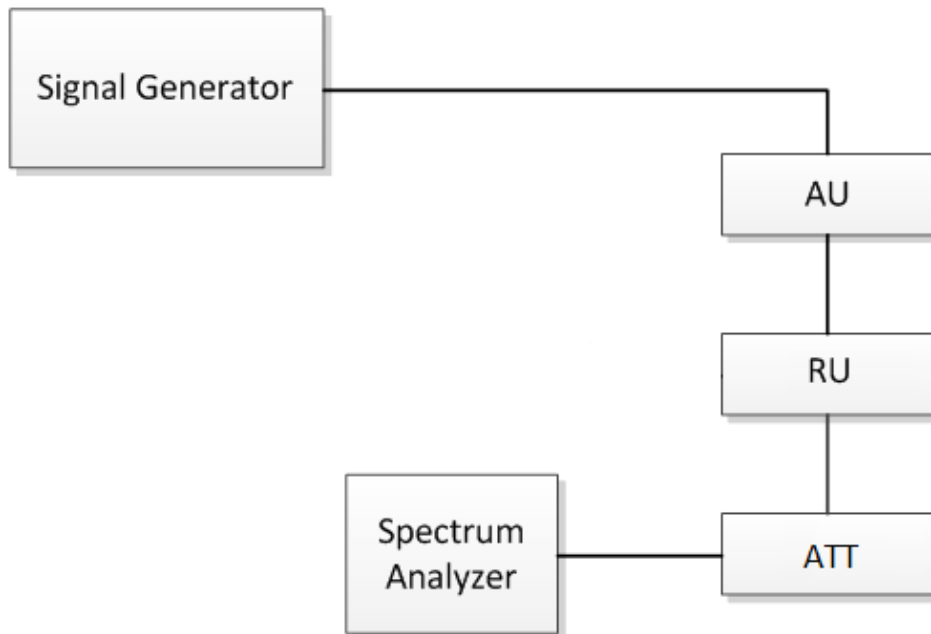 Signal Generator
AU
RU
ATT
Spectrum
Analyzer